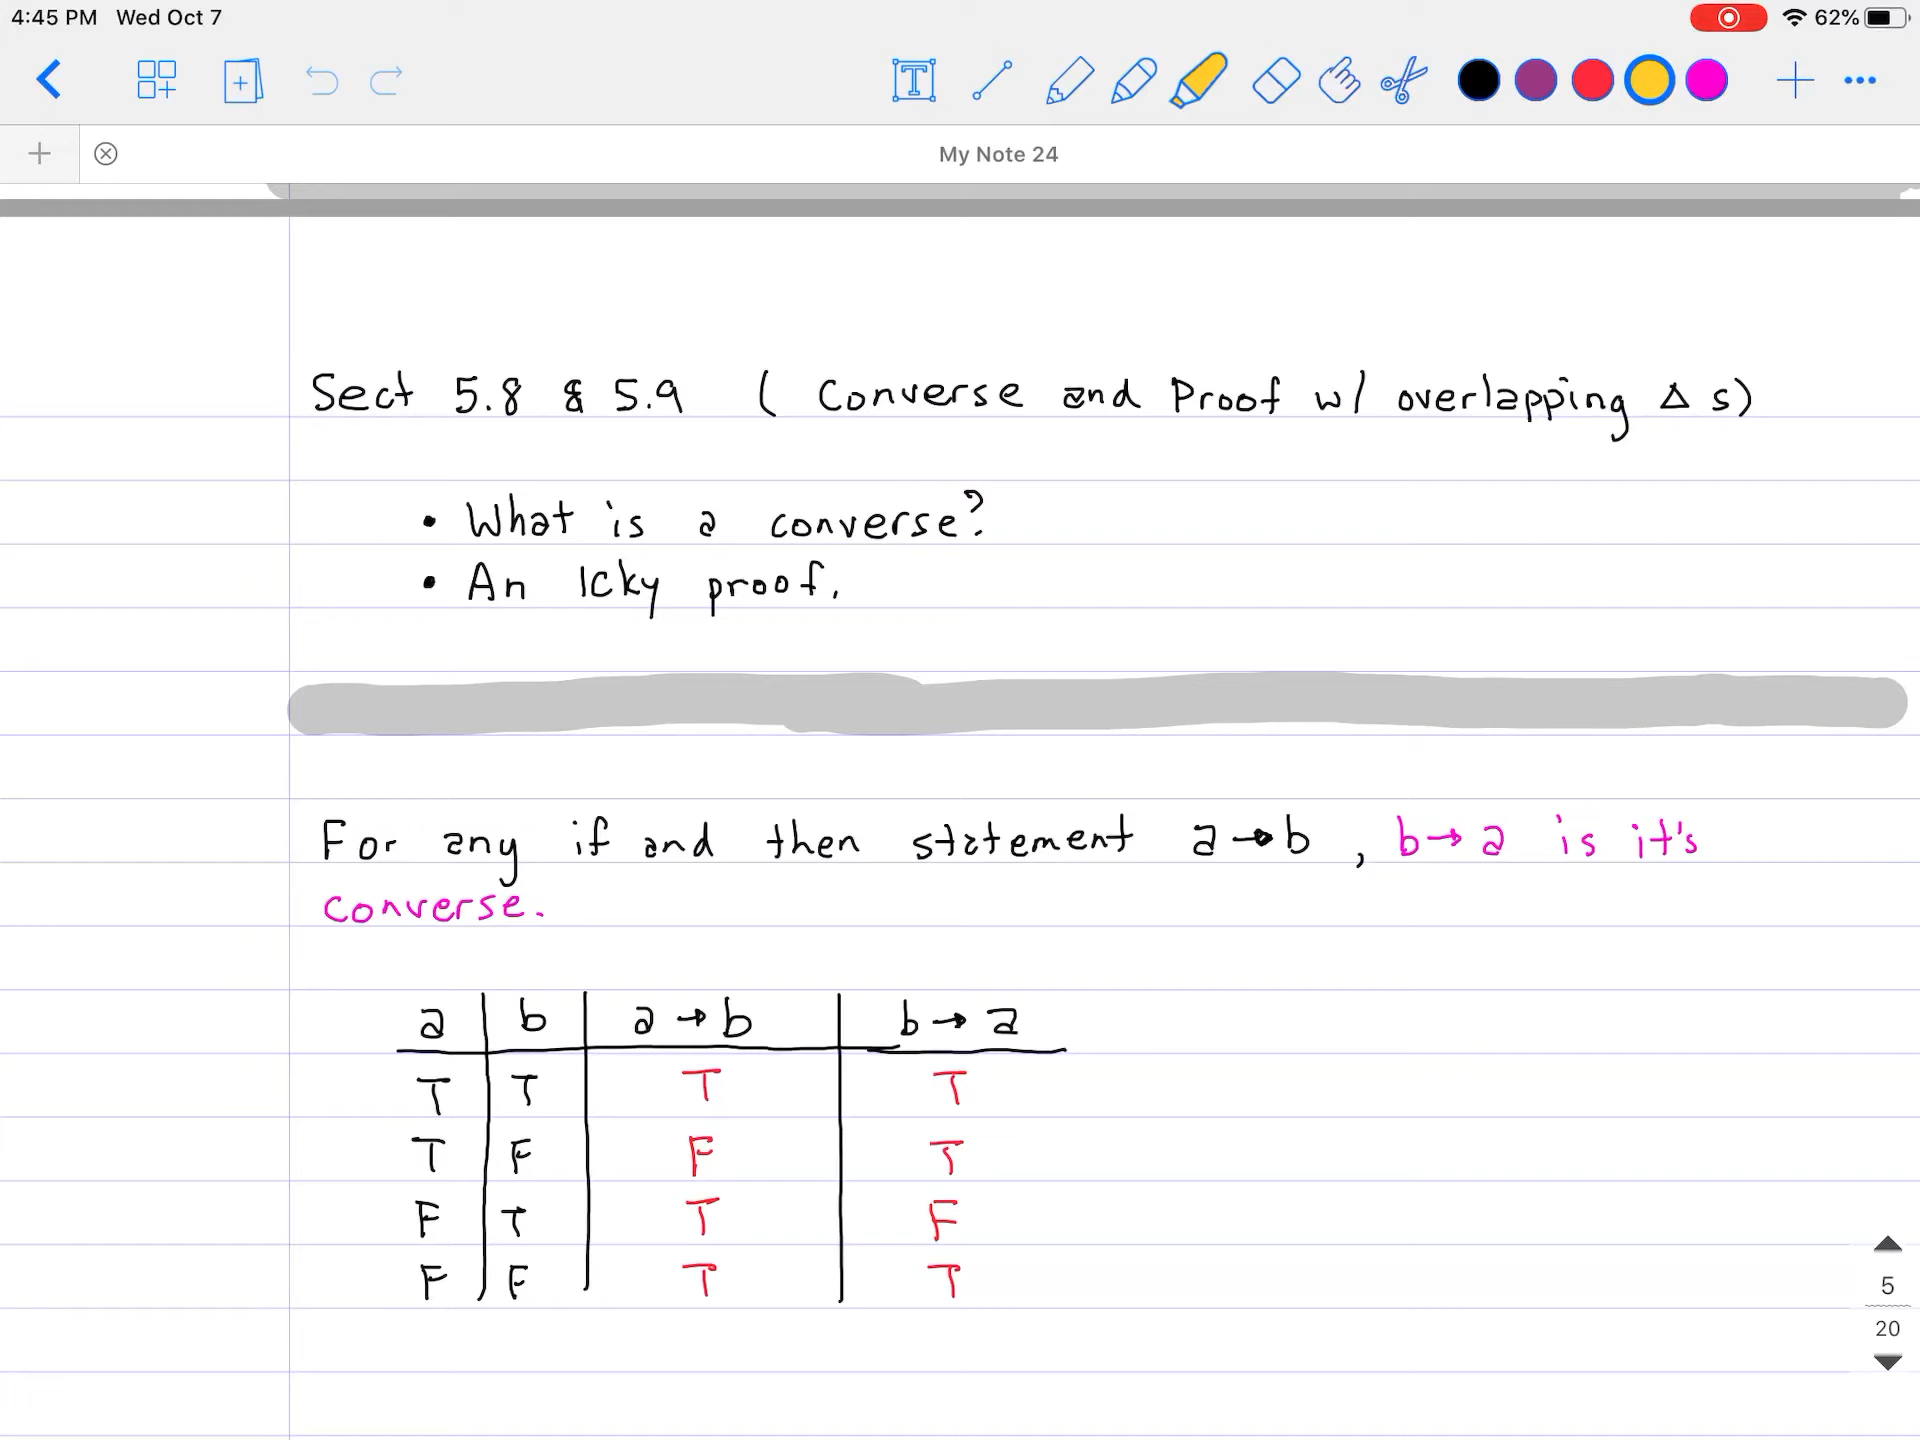 4:45 PM Wed Oct 7 62%
T
My Note 24
Sect 5.8 & 5.9 ( Converse and Proof w/ overlapping Δ s)
• What is a converse?
• An Icky proof.
For any if and then statement a → b , b → a is it's
converse.
a b a → b b → a
T T T T
T F F T
F T T F
F F T T
5
20